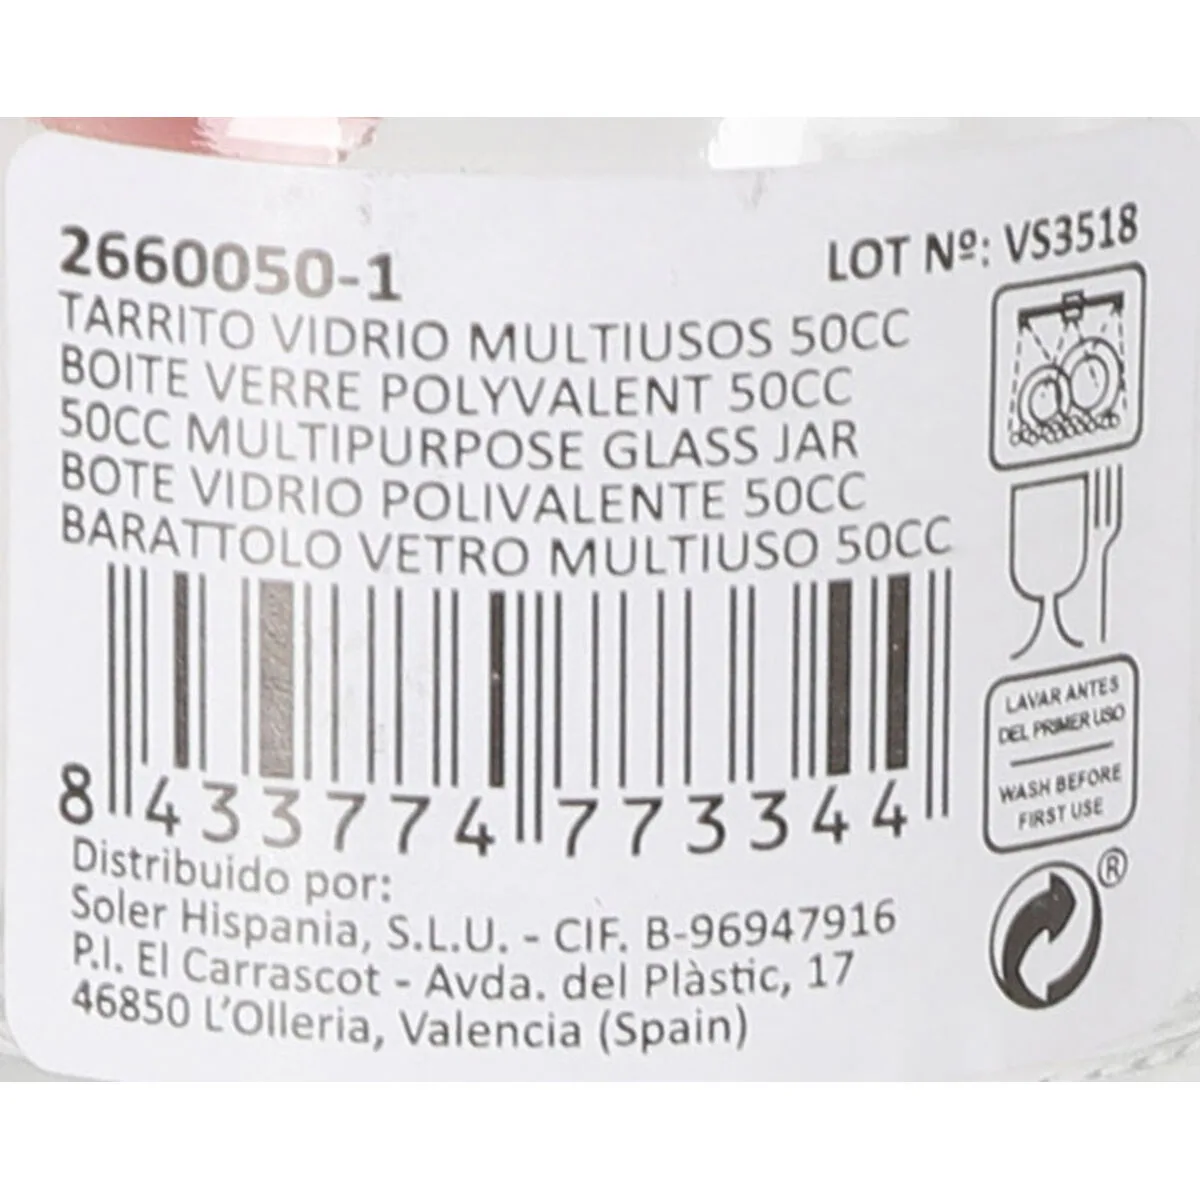 2660050-1
LOT Nº: VS3518
TARRITO VIDRIO MULTIUSOS 50CC
BOITE VERRE POLYVALENT 50CC
50CC MULTIPURPOSE GLASS JAR
BOTE VIDRIO POLIVALENTE 50CC
BARATTOLO VETRO MULTIUSO 50CC
LAVAR ANTES
DEL PRIMER USO
WASH BEFORE
FIRST USE
8 433774 773344
®
Distribuido por:
Soler Hispania, S.L.U. - CIF. B-96947916
P.I. El Carrascot - Avda. del Plàstic, 17
46850 L'Olleria, Valencia (Spain)